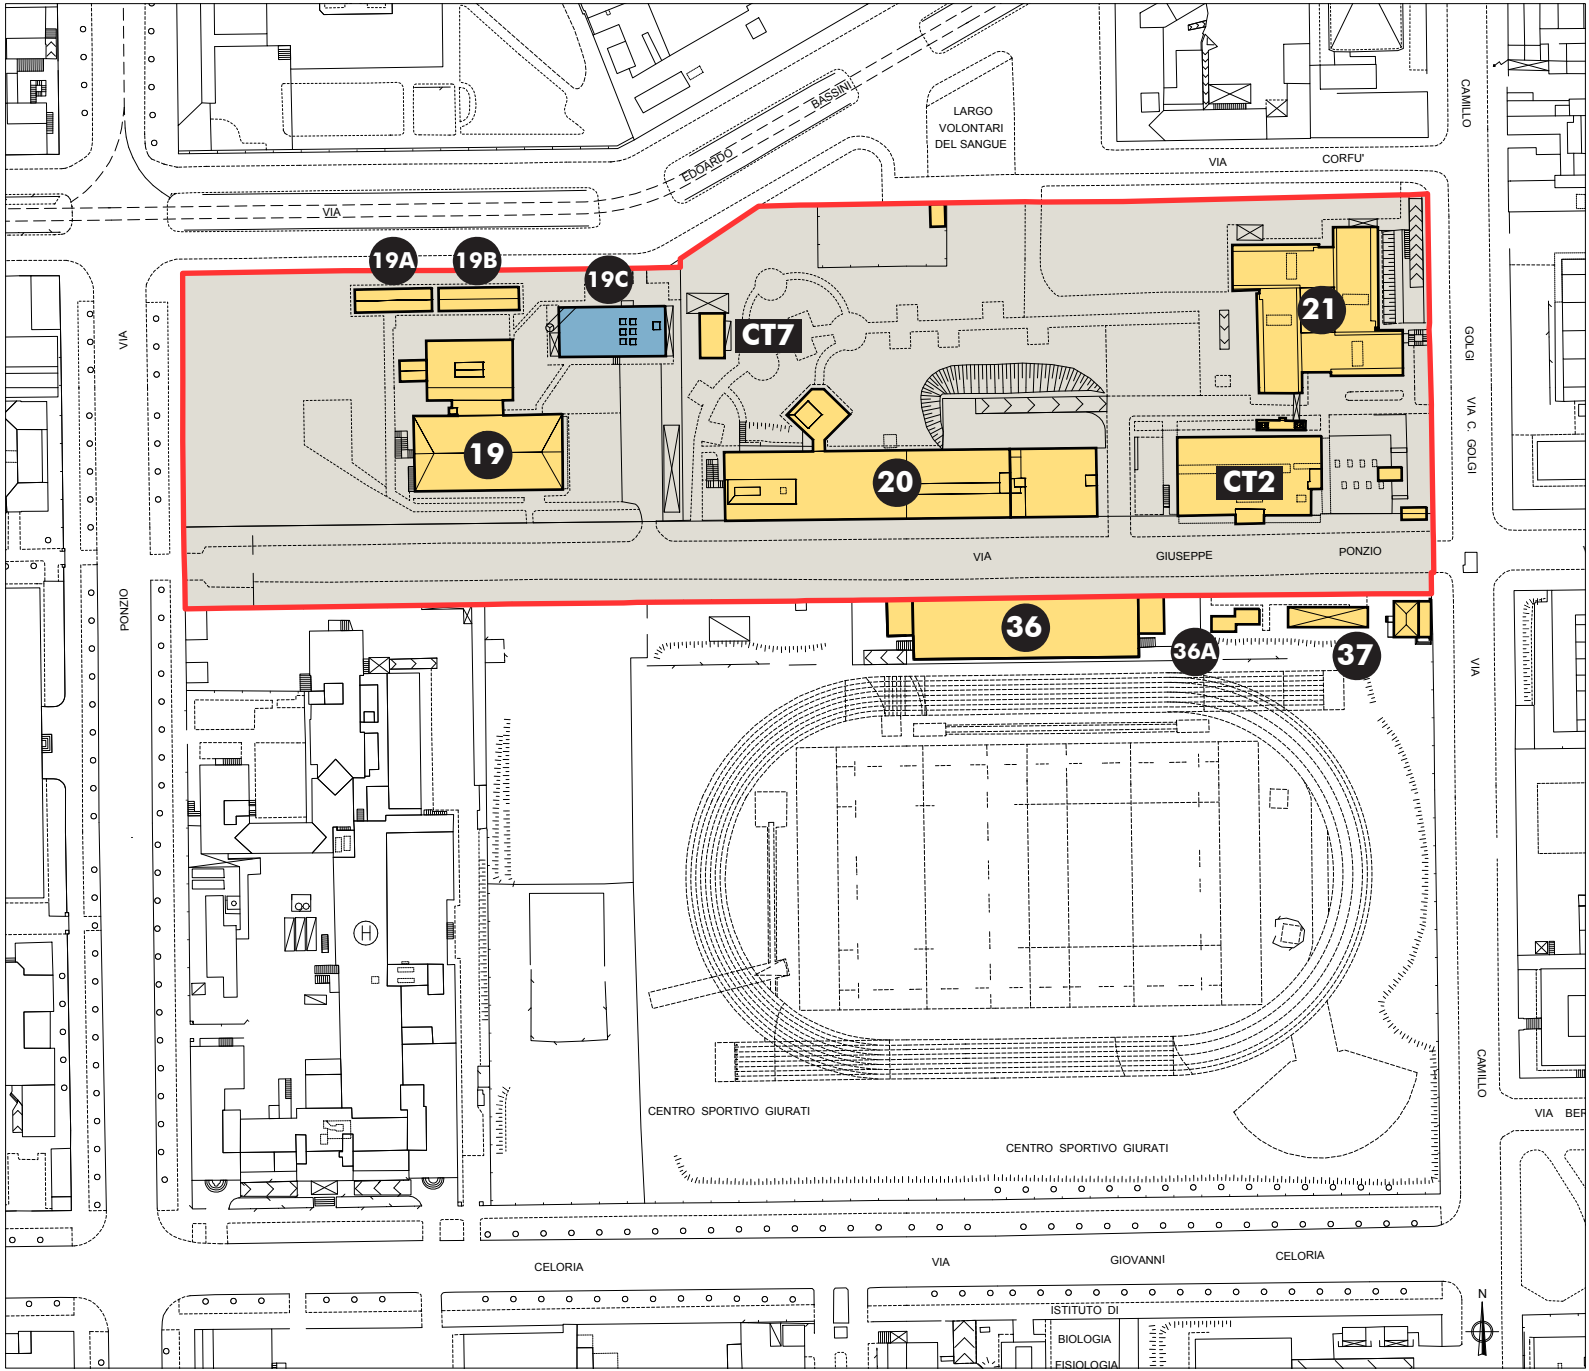 CAMILLO
BASSINI
LARGO
VOLONTARI
DEL SANGUE
EDOARDO
VIA
CORFU'
VIA
19A
19B
19C
21
CT7
VIA
GOLGI
VIA C. GOLGI
19
20
CT2
VIA
GIUSEPPE
PONZIO
PONZIO
36
36A
37
VIA
H
CAMILLO
CENTRO SPORTIVO GIURATI
VIA BER
CENTRO SPORTIVO GIURATI
CELORIA
VIA
GIOVANNI
CELORIA
N
ISTITUTO DI
BIOLOGIA
FISIOLOGIA